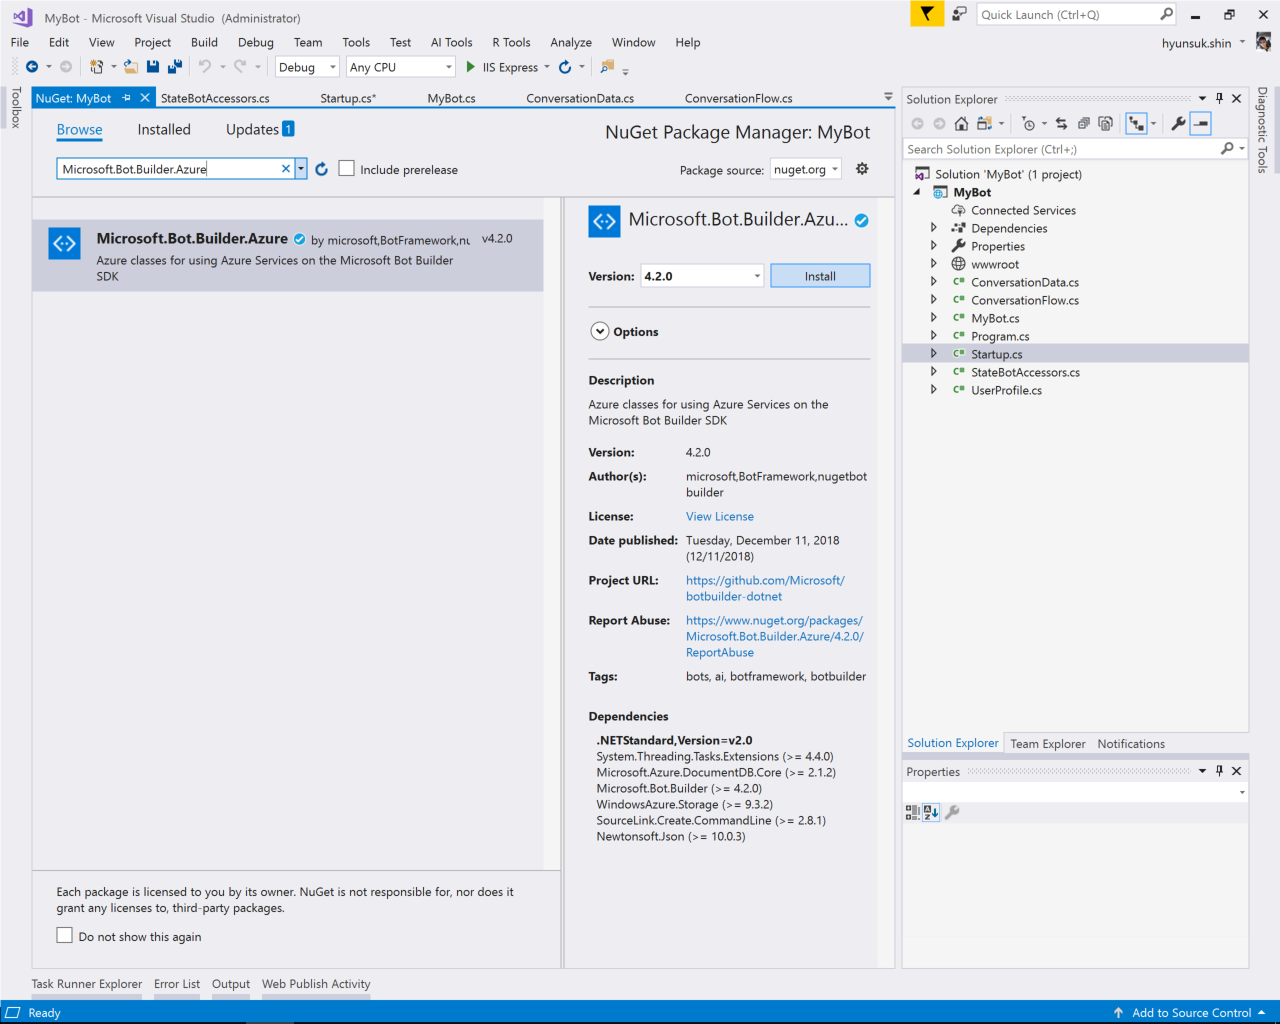 MyBot - Microsoft Visual Studio (Administrator)
Quick Launch (Ctrl+Q)
File Edit View Project Build Debug Team Tools Test AI Tools R Tools Analyze Window Help
hyunsuk.shin
Debug Any CPU IIS Express
Toolbox
NuGet: MyBot StateBotAccessors.cs Startup.cs* MyBot.cs ConversationData.cs ConversationFlow.cs
Browse Installed Updates 1
NuGet Package Manager: MyBot
Microsoft.Bot.Builder.Azure
Include prerelease
Package source: nuget.org
Microsoft.Bot.Builder.Azure by microsoft,BotFramework,nu v4.2.0
Azure classes for using Azure Services on the Microsoft Bot Builder
SDK
Each package is licensed to you by its owner. NuGet is not responsible for, nor does it
grant any licenses to, third-party packages.
Do not show this again
Microsoft.Bot.Builder.Azu...
Version: 4.2.0 Install
Options
Description
Azure classes for using Azure Services on the
Microsoft Bot Builder SDK
Version: 4.2.0
Author(s): microsoft,BotFramework,nugetbot
builder
License: View License
Date published: Tuesday, December 11, 2018
(12/11/2018)
Project URL: https://github.com/Microsoft/
botbuilder-dotnet
Report Abuse: https://www.nuget.org/packages/
Microsoft.Bot.Builder.Azure/4.2.0/
ReportAbuse
Tags: bots, ai, botframework, botbuilder
Dependencies
.NETStandard,Version=v2.0
System.Threading.Tasks.Extensions (>= 4.4.0)
Microsoft.Azure.DocumentDB.Core (>= 2.1.2)
Microsoft.Bot.Builder (>= 4.2.0)
WindowsAzure.Storage (>= 9.3.2)
SourceLink.Create.CommandLine (>= 2.8.1)
Newtonsoft.Json (>= 10.0.3)
Solution Explorer
Search Solution Explorer (Ctrl+;)
Solution 'MyBot' (1 project)
MyBot
Connected Services
Dependencies
Properties
wwwroot
C# ConversationData.cs
C# ConversationFlow.cs
C# MyBot.cs
C# Program.cs
C# Startup.cs
C# StateBotAccessors.cs
C# UserProfile.cs
Solution Explorer Team Explorer Notifications
Properties
Diagnostic Tools
Task Runner Explorer Error List Output Web Publish Activity
Ready
Add to Source Control